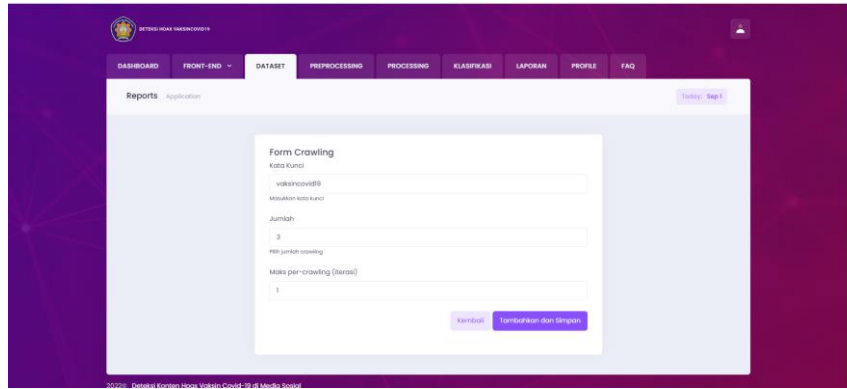 DETEKSI HOAX VAKSINCOVID19
DASHBOARD FRONT-END DATASET PREPROCESSING PROCESSING KLASIFIKASI LAPORAN PROFILE FAQ
Reports Application Today: Sep 1
Form Crawling
Kata Kunci
vaksincovid19
Masukkan kata kunci
Jumlah
3
Pilih jumlah crawling
Maks per-crawling (iterasi)
1
Kembali Tambahkan dan Simpan
2022© Deteksi Konten Hoax Vaksin Covid-19 di Media Sosial